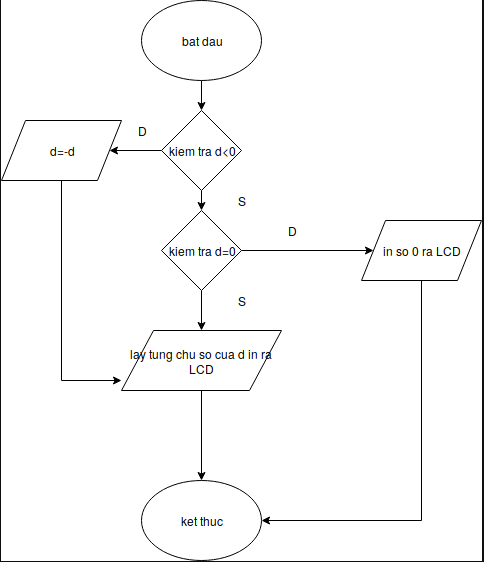 bat dau
D
kiem tra d<0
d=-d
S
D
kiem tra d=0
in so 0 ra LCD
S
lay tung chu so cua d in ra
LCD
ket thuc